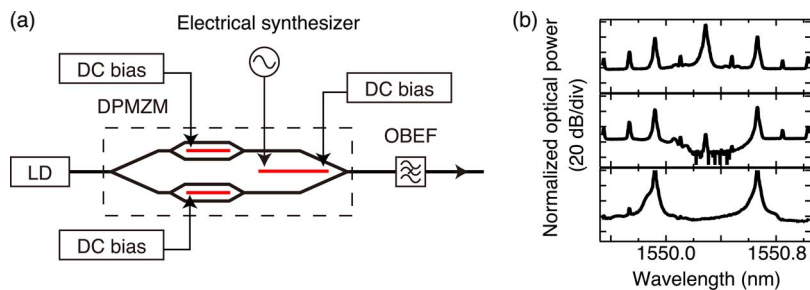 (a)
Electrical synthesizer
DC bias
DC bias
DPMZM
OBEF
LD
DC bias
(b)
Normalized optical power
(20 dB/div)
1550.0
1550.8
Wavelength (nm)